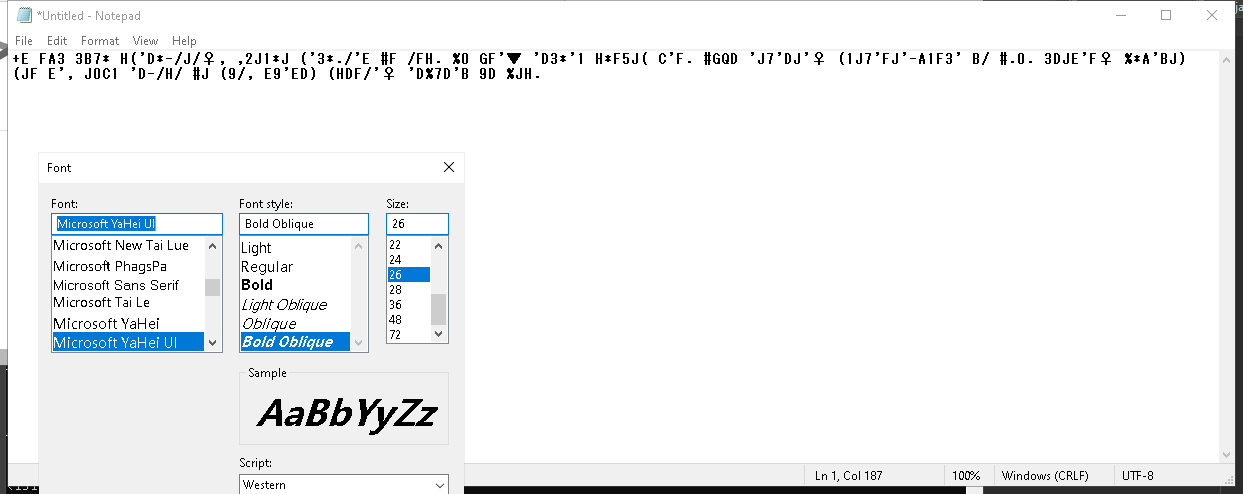 *Untitled - Notepad
File Edit Format View Help
+E FA3 3B7* H('D*-/J/♀, ,2J1*J ('3*./'E #F /FH. %0 GF'▼ 'D3*'1 H*F5J( C'F. #GQD 'J7'DJ'♀ (1J7'FJ'-A1F3' B/ #.0. 3DJE'F♀ %*A'BJ)
(JF E', JOC1 'D-/H/ #J (9/, E9'ED) (HDF/'♀ 'D%7D'B 9D %JH.
Font
Font: Font style: Size:
Microsoft YaHei UI Bold Oblique 26
Microsoft New Tai Lue Light 22
Microsoft PhagsPa Regular 24
Microsoft Sans Serif Bold 26
Microsoft Tai Le Light Oblique 28
Microsoft YaHei Oblique 36
Microsoft YaHei UI Bold Oblique 48
72
Sample
AaBbYyZz
Script:
Western
Ln 1, Col 187 100% Windows (CRLF) UTF-8